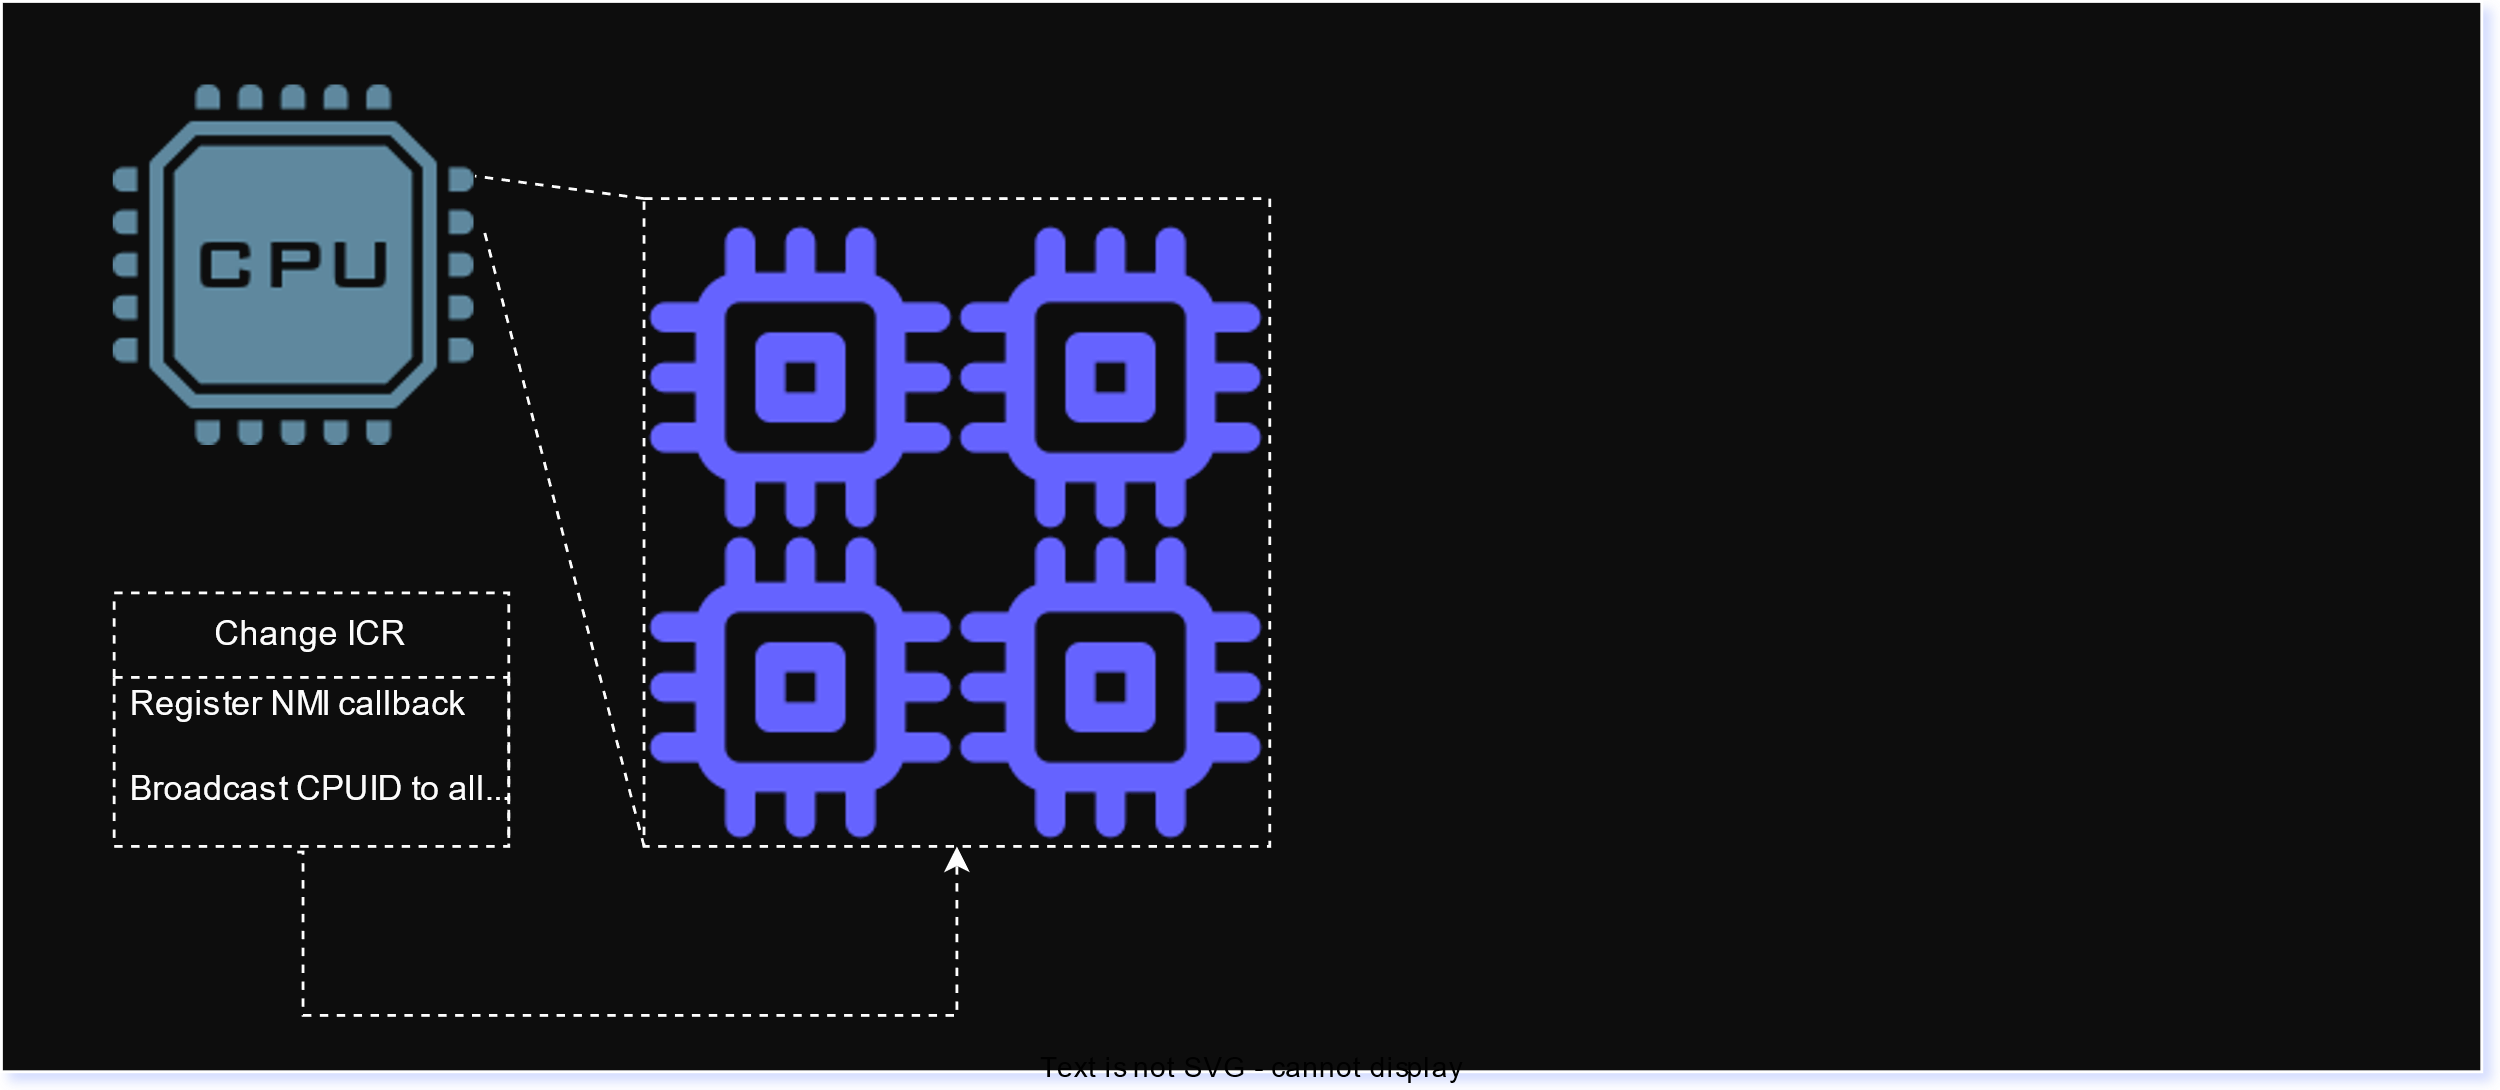 CPU
Change ICR
Register NMI callback
Broadcast CPUID to all...
Text is not SVG - cannot display